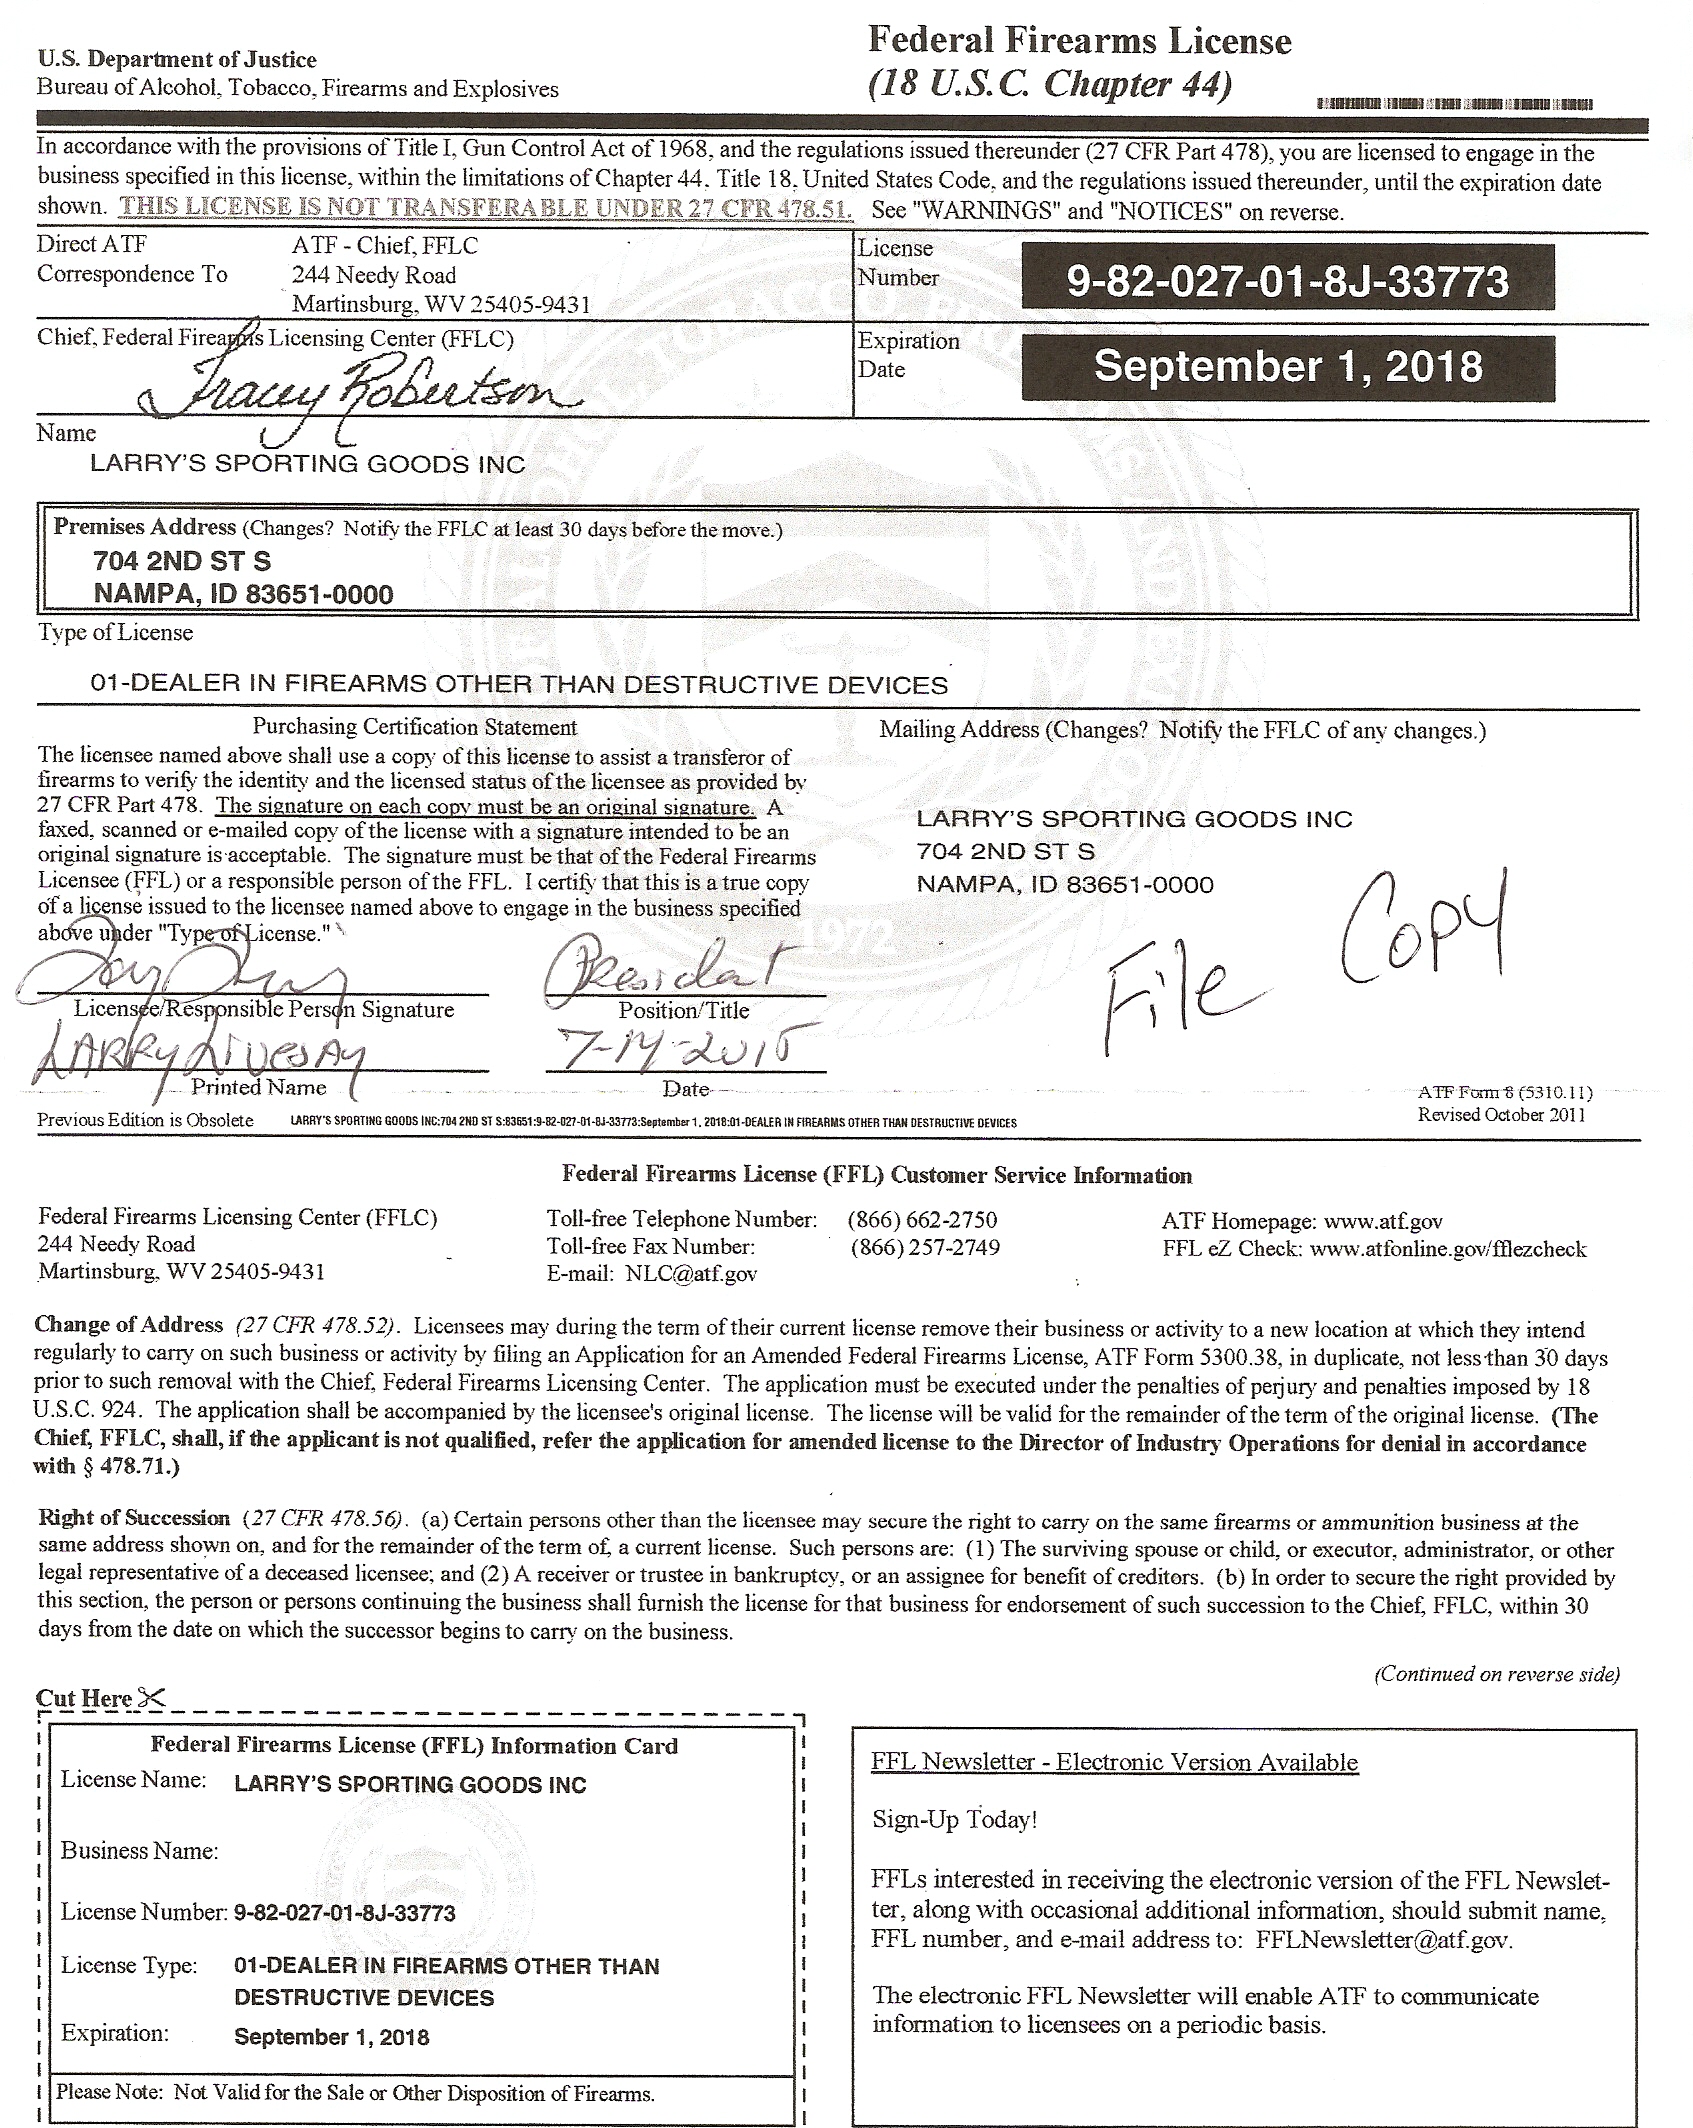 U.S. Department of Justice
Bureau of Alcohol, Tobacco, Firearms and Explosives
Federal Firearms License
(18 U.S.C. Chapter 44)
In accordance with the provisions of Title I, Gun Control Act of 1968, and the regulations issued thereunder (27 CFR Part 478), you are licensed to engage in the
business specified in this license, within the limitations of Chapter 44, Title 18, United States Code, and the regulations issued thereunder, until the expiration date
shown. THIS LICENSE IS NOT TRANSFERABLE UNDER 27 CFR 478.51. See "WARNINGS" and "NOTICES" on reverse.
Direct ATF
Correspondence To
ATF - Chief, FFLC
244 Needy Road
Martinsburg, WV 25405-9431
License
Number
9-82-027-01-8J-33773
Chief, Federal Firearms Licensing Center (FFLC)
Tracey Robertson
Expiration
Date
September 1, 2018
Name
LARRY'S SPORTING GOODS INC
Premises Address (Changes? Notify the FFLC at least 30 days before the move.)
704 2ND ST S
NAMPA, ID 83651-0000
Type of License
01-DEALER IN FIREARMS OTHER THAN DESTRUCTIVE DEVICES
Purchasing Certification Statement
The licensee named above shall use a copy of this license to assist a transferor of
firearms to verify the identity and the licensed status of the licensee as provided by
27 CFR Part 478. The signature on each copy must be an original signature. A
faxed, scanned or e-mailed copy of the license with a signature intended to be an
original signature is acceptable. The signature must be that of the Federal Firearms
Licensee (FFL) or a responsible person of the FFL. I certify that this is a true copy
of a license issued to the licensee named above to engage in the business specified
above under "Type of License."
President
Licensee/Responsible Person Signature
Position/Title
LARRY LIVESAY
Printed Name
Date
Mailing Address (Changes? Notify the FFLC of any changes.)
LARRY'S SPORTING GOODS INC
704 2ND ST S
NAMPA, ID 83651-0000
File Copy
1972
ATF Form 8 (5310.11)
Revised October 2011
Previous Edition is Obsolete
LARRY'S SPORTING GOODS INC:704 2ND ST S:83651:9-82-027-01-8J-33773:September 1, 2018:01-DEALER IN FIREARMS OTHER THAN DESTRUCTIVE DEVICES
Federal Firearms License (FFL) Customer Service Information
Federal Firearms Licensing Center (FFLC)
244 Needy Road
Martinsburg, WV 25405-9431
Toll-free Telephone Number: (866) 662-2750
Toll-free Fax Number: (866) 257-2749
E-mail: NLC@atf.gov
ATF Homepage: www.atf.gov
FFL eZ Check: www.atfonline.gov/fflezcheck
Change of Address (27 CFR 478.52). Licensees may during the term of their current license remove their business or activity to a new location at which they intend
regularly to carry on such business or activity by filing an Application for an Amended Federal Firearms License, ATF Form 5300.38, in duplicate, not less than 30 days
prior to such removal with the Chief, Federal Firearms Licensing Center. The application must be executed under the penalties of perjury and penalties imposed by 18
U.S.C. 924. The application shall be accompanied by the licensee's original license. The license will be valid for the remainder of the term of the original license. (The
Chief, FFLC, shall, if the applicant is not qualified, refer the application for amended license to the Director of Industry Operations for denial in accordance
with § 478.71.)
Right of Succession (27 CFR 478.56). (a) Certain persons other than the licensee may secure the right to carry on the same firearms or ammunition business at the
same address shown on, and for the remainder of the term of, a current license. Such persons are: (1) The surviving spouse or child, or executor, administrator, or other
legal representative of a deceased licensee; and (2) A receiver or trustee in bankruptcy, or an assignee for benefit of creditors. (b) In order to secure the right provided by
this section, the person or persons continuing the business shall furnish the license for that business for endorsement of such succession to the Chief, FFLC, within 30
days from the date on which the successor begins to carry on the business.
(Continued on reverse side)
Cut Here
Federal Firearms License (FFL) Information Card
License Name: LARRY'S SPORTING GOODS INC
Business Name:
License Number: 9-82-027-01-8J-33773
License Type: 01-DEALER IN FIREARMS OTHER THAN
DESTRUCTIVE DEVICES
Expiration: September 1, 2018
Please Note: Not Valid for the Sale or Other Disposition of Firearms.
FFL Newsletter - Electronic Version Available
Sign-Up Today!
FFLs interested in receiving the electronic version of the FFL Newslet-
ter, along with occasional additional information, should submit name,
FFL number, and e-mail address to: FFLNewsletter@atf.gov.
The electronic FFL Newsletter will enable ATF to communicate
information to licensees on a periodic basis.